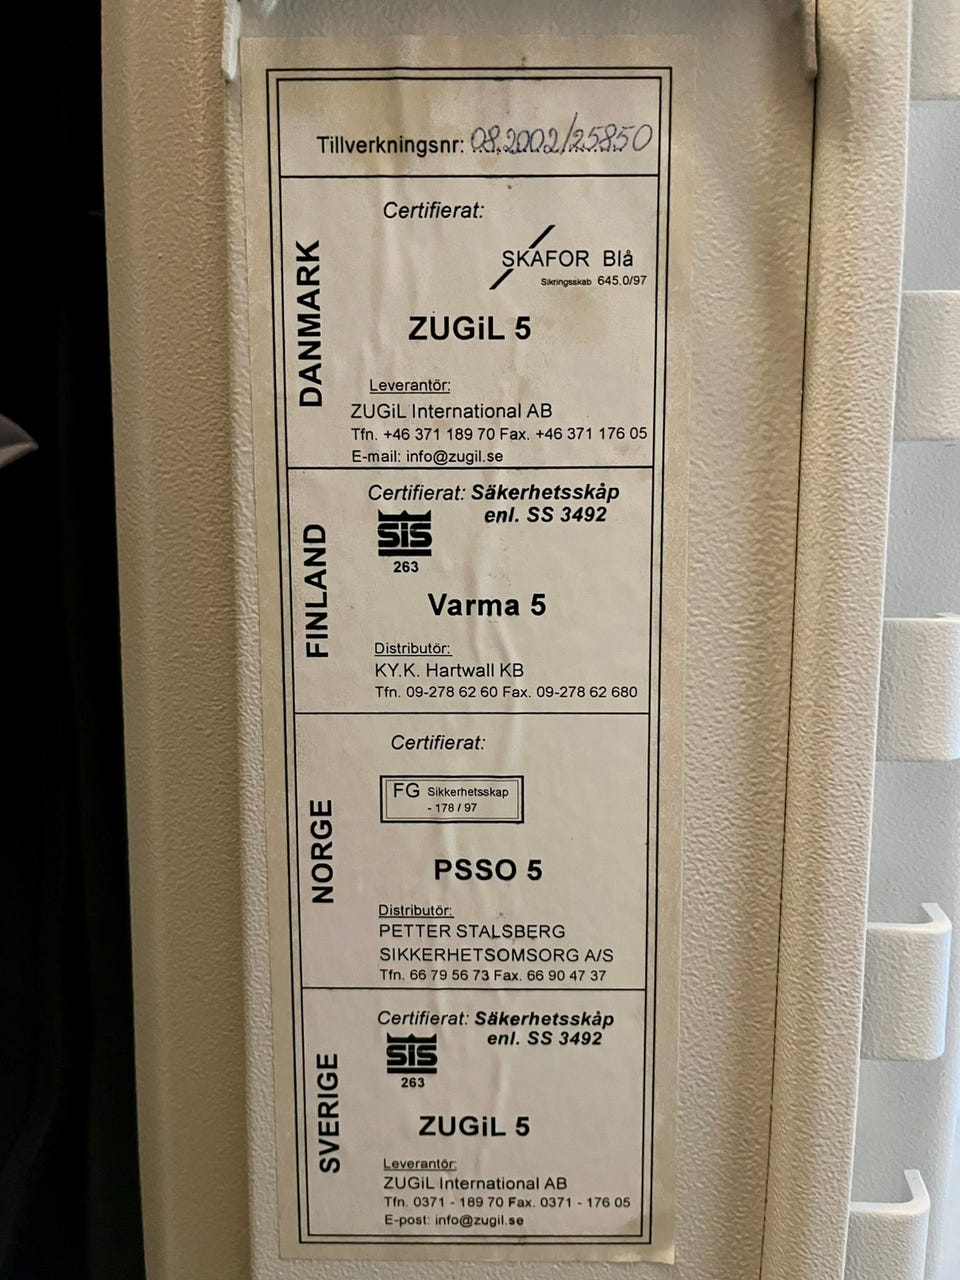 Tillverkningsnr: 08.2002/25850
DANMARK
Certifierat:
SKAFOR Blå
Sikringsskab 645.0/97
ZUGiL 5
Leverantör:
ZUGiL International AB
Tfn. +46 371 189 70 Fax. +46 371 176 05
E-mail: info@zugil.se
FINLAND
Certifierat: Säkerhetsskåp
enl. SS 3492
SIS
263
Varma 5
Distributör:
KY.K. Hartwall KB
Tfn. 09-278 62 60 Fax. 09-278 62 680
NORGE
Certifierat:
FG Sikkerhetsskap
- 178 / 97
PSSO 5
Distributör:
PETTER STALSBERG
SIKKERHETSOMSORG A/S
Tfn. 66 79 56 73 Fax. 66 90 47 37
SVERIGE
Certifierat: Säkerhetsskåp
enl. SS 3492
SIS
263
ZUGiL 5
Leverantör:
ZUGiL International AB
Tfn. 0371 - 189 70 Fax. 0371 - 176 05
E-post: info@zugil.se